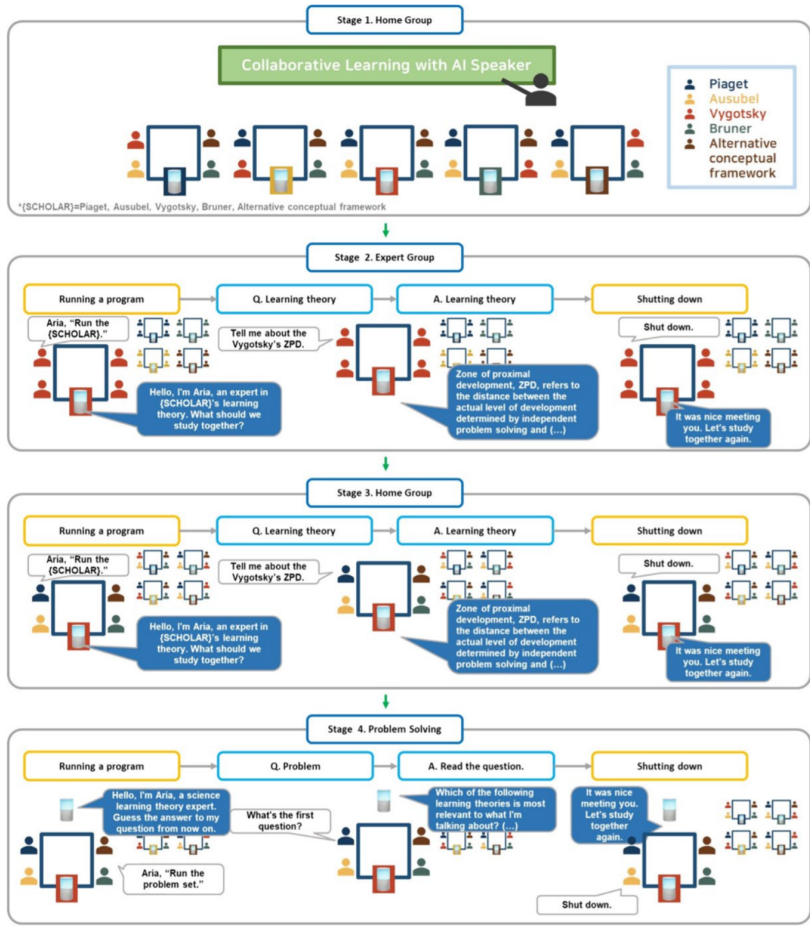 Stage 1. Home Group
Collaborative Learning with AI Speaker
Piaget
Ausubel
Vygotsky
Bruner
Alternative
conceptual
framework
*{SCHOLAR}=Piaget, Ausubel, Vygotsky, Bruner, Alternative conceptual framework
Stage 2. Expert Group
Running a program
Q. Learning theory
A. Learning theory
Shutting down
Aria, “Run the
{SCHOLAR}.”
Hello, I'm Aria, an expert in
{SCHOLAR}'s learning
theory. What should we
study together?
Tell me about the
Vygotsky's ZPD.
Zone of proximal
development, ZPD, refers to
the distance between the
actual level of development
determined by independent
problem solving and (…)
Shut down.
It was nice meeting
you. Let's study
together again.
Stage 3. Home Group
Running a program
Q. Learning theory
A. Learning theory
Shutting down
Aria, “Run the
{SCHOLAR}.”
Hello, I'm Aria, an expert in
{SCHOLAR}'s learning
theory. What should we
study together?
Tell me about the
Vygotsky's ZPD.
Zone of proximal
development, ZPD, refers to
the distance between the
actual level of development
determined by independent
problem solving and (…)
Shut down.
It was nice meeting
you. Let's study
together again.
Stage 4. Problem Solving
Running a program
Q. Problem
A. Read the question.
Shutting down
Hello, I'm Aria, a science
learning theory expert.
Guess the answer to my
question from now on.
Aria, “Run the
problem set.”
What's the first
question?
Which of the following
learning theories is most
relevant to what I'm
talking about? (…)
It was nice
meeting you.
Let's study
together
again.
Shut down.